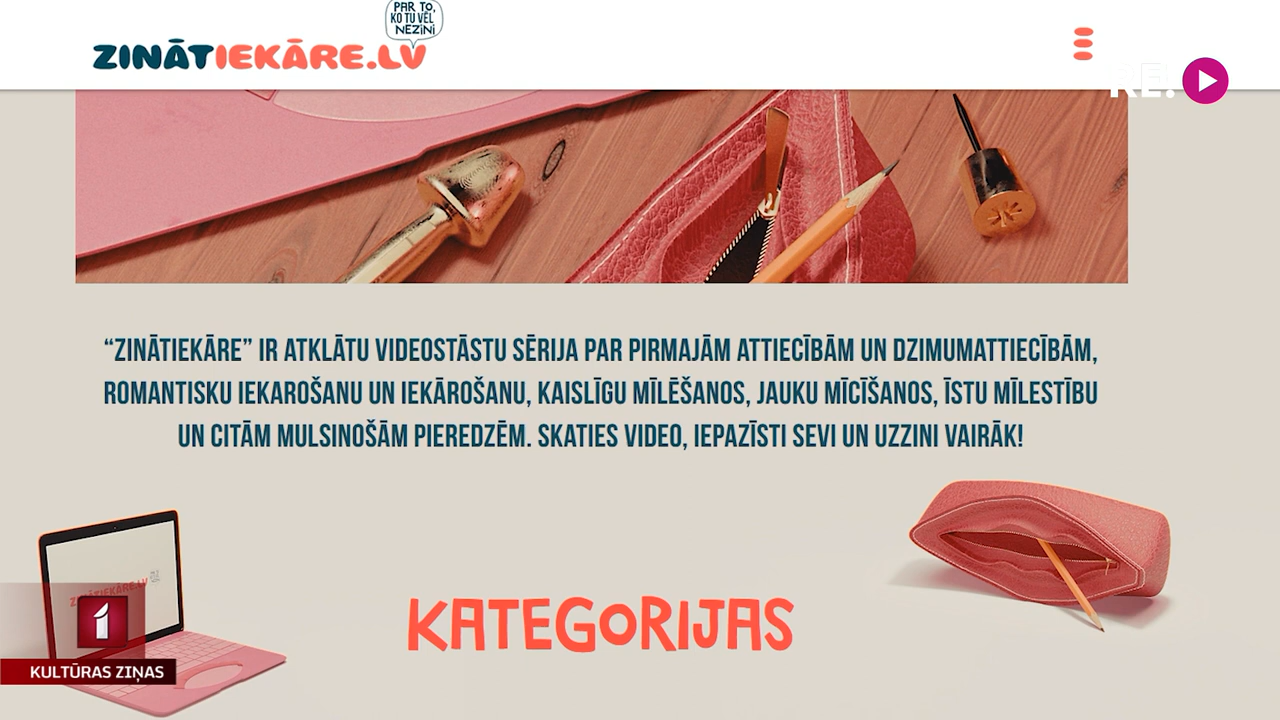 PAR TO,
KO TU VĒL
NEZINI
ZINĀTIEKĀRE.LV
RE:
“ZINĀTIEKĀRE” IR ATKLĀTU VIDEOSTĀSTU SĒRIJA PAR PIRMAJĀM ATTIECĪBĀM UN DZIMUMATTIECĪBĀM,
ROMANTISKU IEKAROŠANU UN IEKĀROŠANU, KAISLĪGU MĪLĒŠANOS, JAUKU MĪCĪŠANOS, ĪSTU MĪLESTĪBU
UN CITĀM MULSINOŠĀM PIEREDZĒM. SKATIES VIDEO, IEPAZĪSTI SEVI UN UZZINI VAIRĀK!
ZINĀTIEKĀRE.LV
KATEGORIJAS
1
KULTŪRAS ZIŅAS